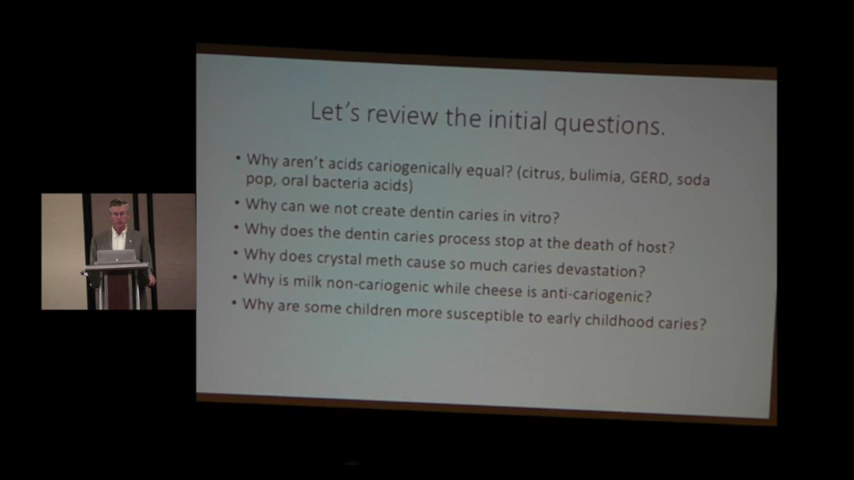 Let's review the initial questions.
• Why aren't acids cariogenically equal? (citrus, bulimia, GERD, soda
pop, oral bacteria acids)
• Why can we not create dentin caries in vitro?
• Why does the dentin caries process stop at the death of host?
• Why does crystal meth cause so much caries devastation?
• Why is milk non-cariogenic while cheese is anti-cariogenic?
• Why are some children more susceptible to early childhood caries?